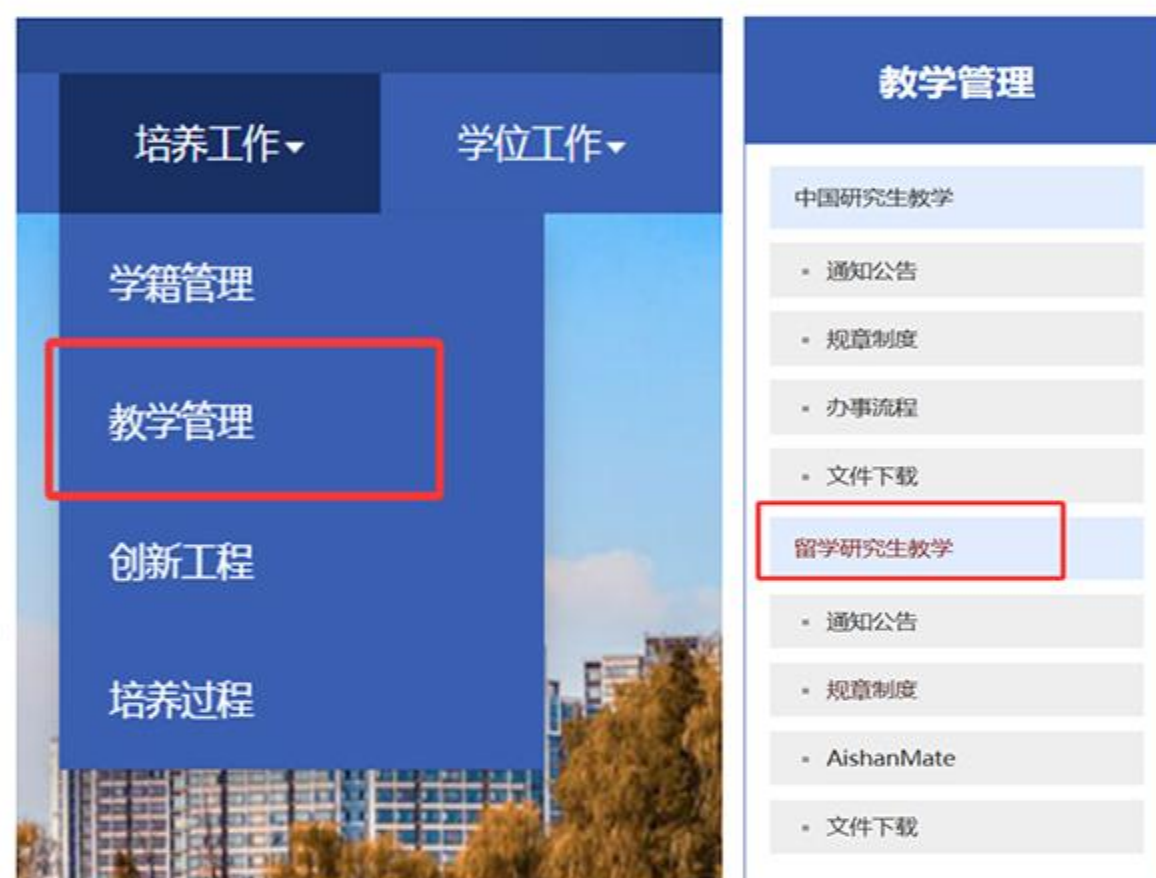 培养工作
学位工作
学籍管理
教学管理
创新工程
培养过程
教学管理
中国研究生教学
通知公告
规章制度
办事流程
文件下载
留学研究生教学
通知公告
规章制度
AishanMate
文件下载